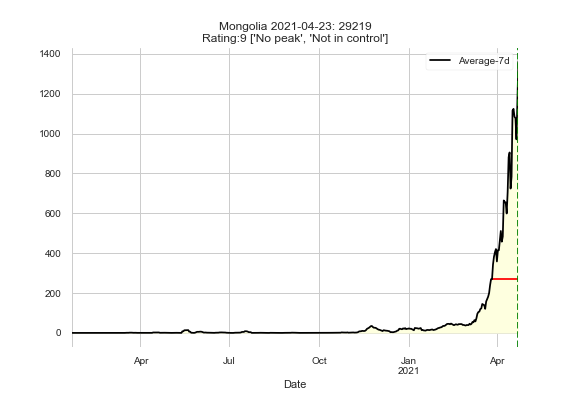 Mongolia 2021-04-23: 29219
Rating:9 ['No peak', 'Not in control']
Average-7d
1400
1200
1000
800
600
400
200
0
Apr Jul Oct Jan Apr
2021
Date